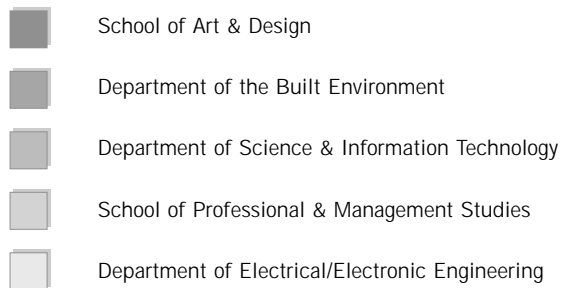 School of Art & Design
Department of the Built Environment
Department of Science & Information Technology
School of Professional & Management Studies
Department of Electrical/Electronic Engineering